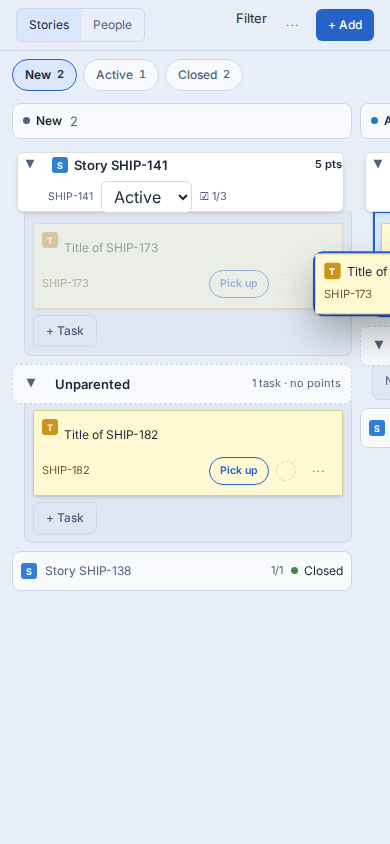 Stories People Filter ... + Add
New 2 Active 1 Closed 2
New 2
S Story SHIP-141 5 pts
SHIP-141 Active 1/3
T Title of SHIP-173
SHIP-173 Pick up
T Title of
SHIP-173
+ Task
Unparented 1 task · no points
T Title of SHIP-182
SHIP-182 Pick up ...
+ Task
S Story SHIP-138 1/1 Closed
S